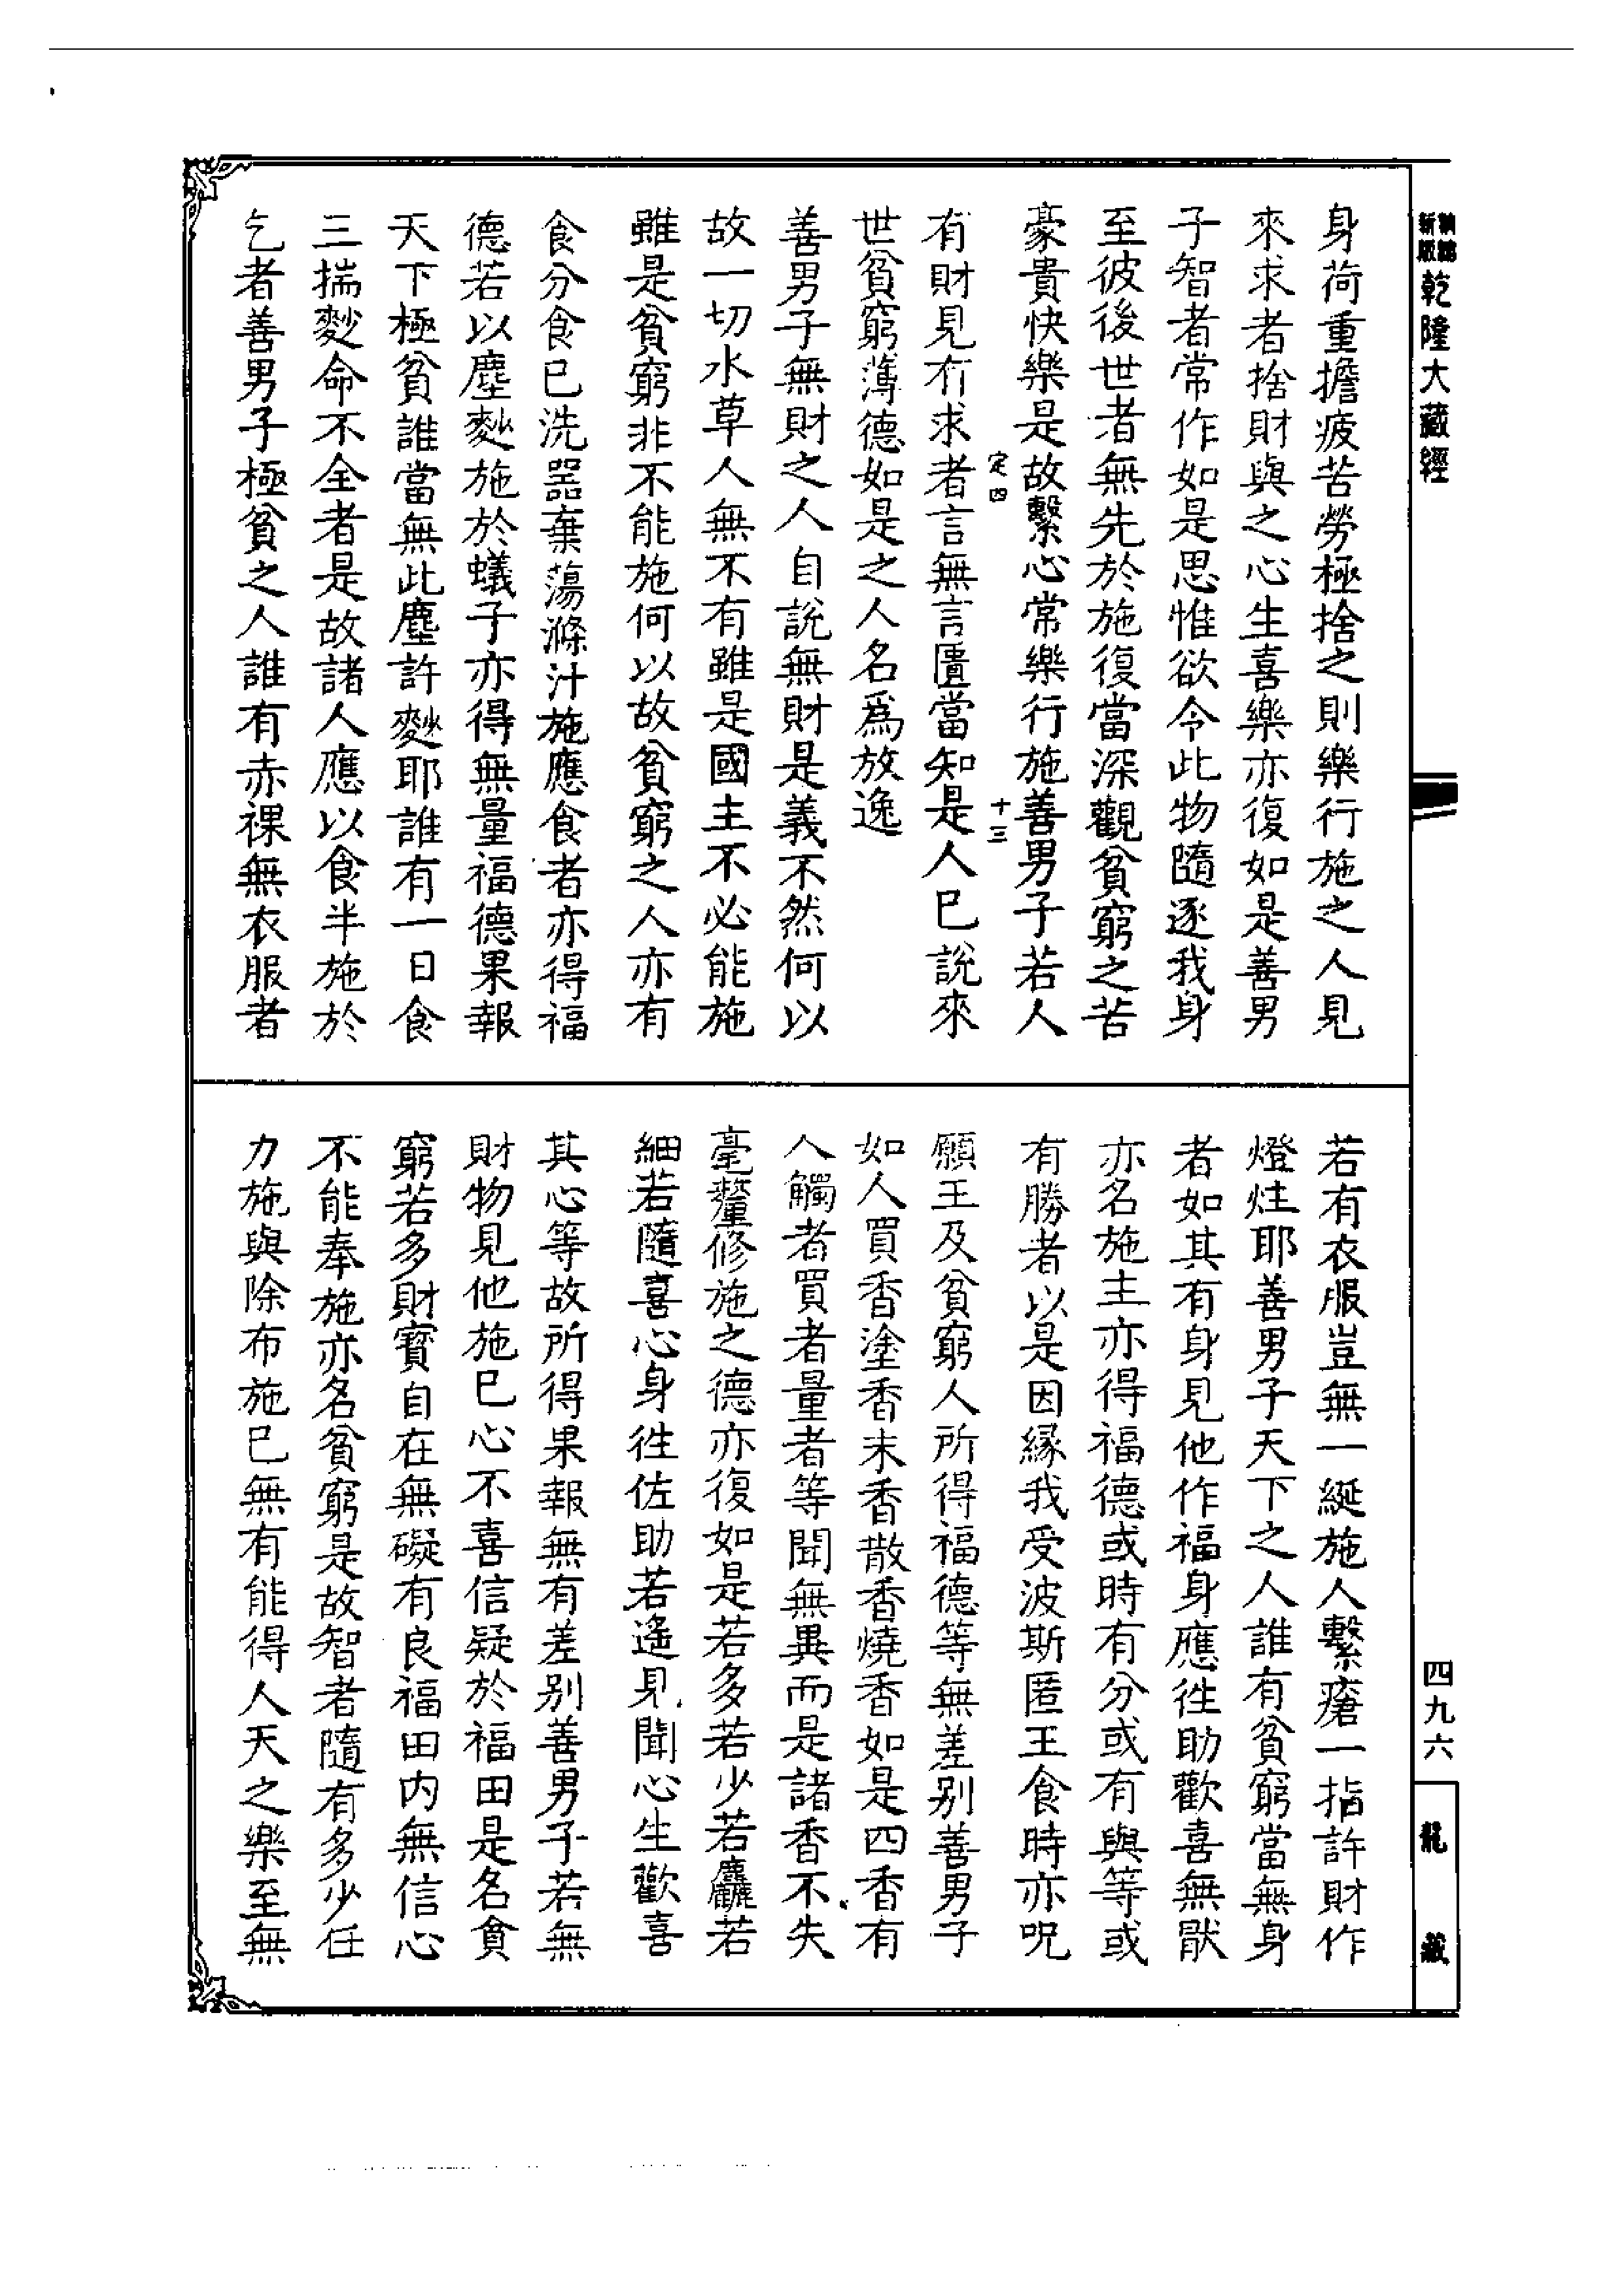 新版
精縮
乾隆大藏經
身荷重擔疲苦勞極捨之則樂行施之人見
來求者捨財與之心生喜樂亦復如是善男
子智者常作如是思惟欲令此物隨逐我身
至彼後世者無先於施復當深觀貧窮之苦
豪貴快樂是故繫心常樂行施善男子若人
定四
十三
有財見有求者言無言匱當知是人已說來
世貧窮薄德如是之人名爲放逸
善男子無財之人自說無財是義不然何以
故一切水草人無不有雖是國主不必能施
雖是貧窮非不能施何以故貧窮之人亦有
食分食已洗器棄蕩滌汁施應食者亦得福
德若以塵麨施於蟻子亦得無量福德果報
天下極貧誰當無此塵許麨耶誰有一日食
三揣麨命不全者是故諸人應以食半施於
乞者善男子極貧之人誰有赤裸無衣服者
若有衣服豈無一綖施人繫瘡一指許財作
燈炷耶善男子天下之人誰有貧窮當無身
者如其有身見他作福身應徃助歡喜無猒
亦名施主亦得福德或時有分或有與等或
有勝者以是因緣我受波斯匿王食時亦呪
願王及貧窮人所得福德等無差別善男子
如人買香塗香末香散香燒香如是四香有
人觸者買者量者等聞無異而是諸香不失
毫釐修施之德亦復如是若多若少若麤若
細若隨喜心身徃佐助若遙見聞心生歡喜
其心等故所得果報無有差別善男子若無
財物見他施已心不喜信疑於福田是名貧
窮若多財寶自在無礙有良福田内無信心
不能奉施亦名貧窮是故智者隨有多少任
力施與除布施已無有能得人天之樂至無
四九六
龍藏